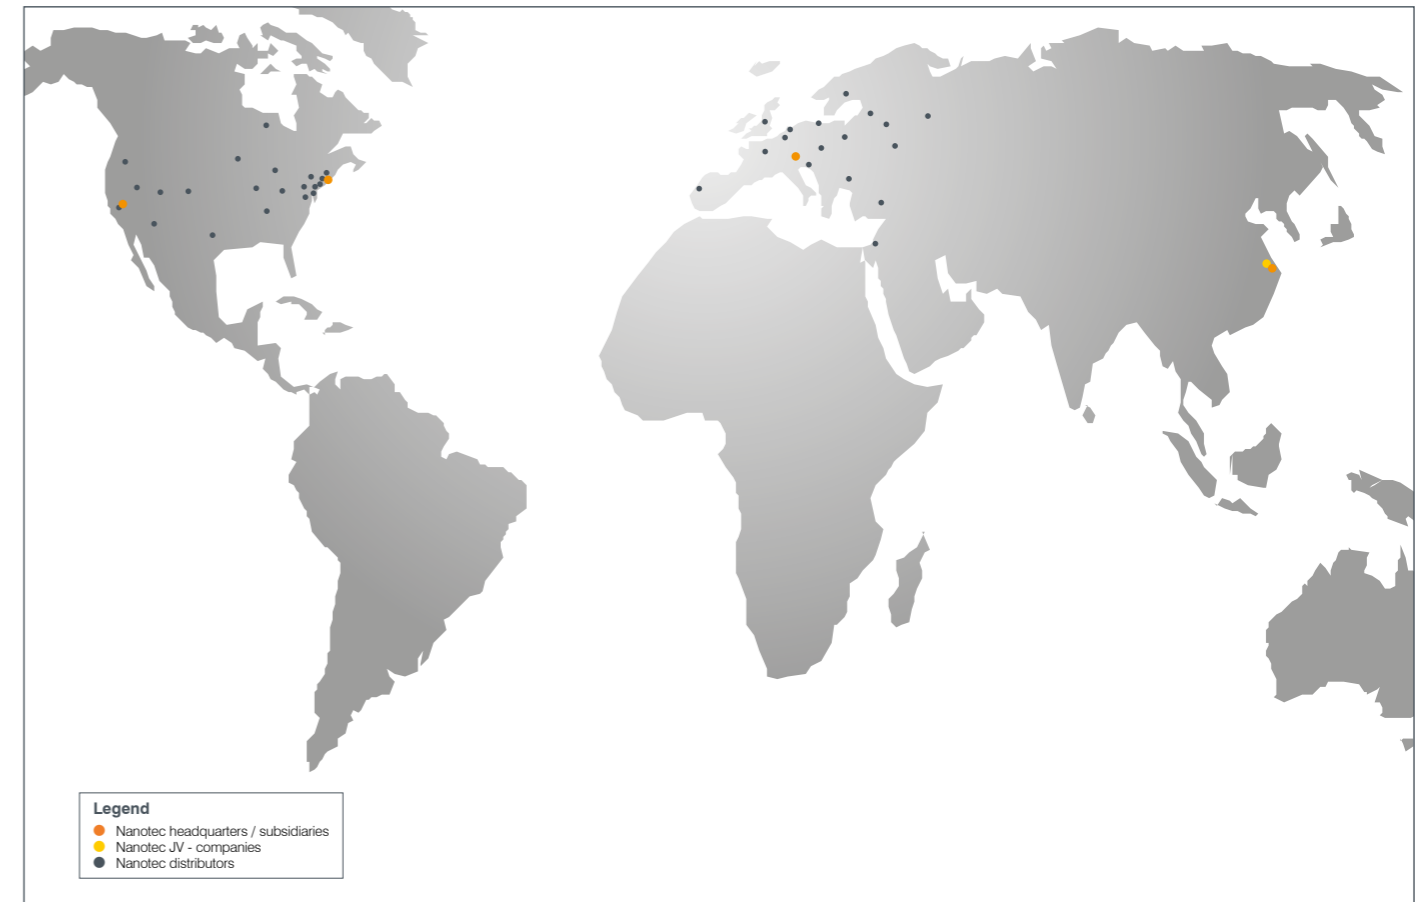 Legend
Nanotec headquarters / subsidiaries
Nanotec JV - companies
Nanotec distributors